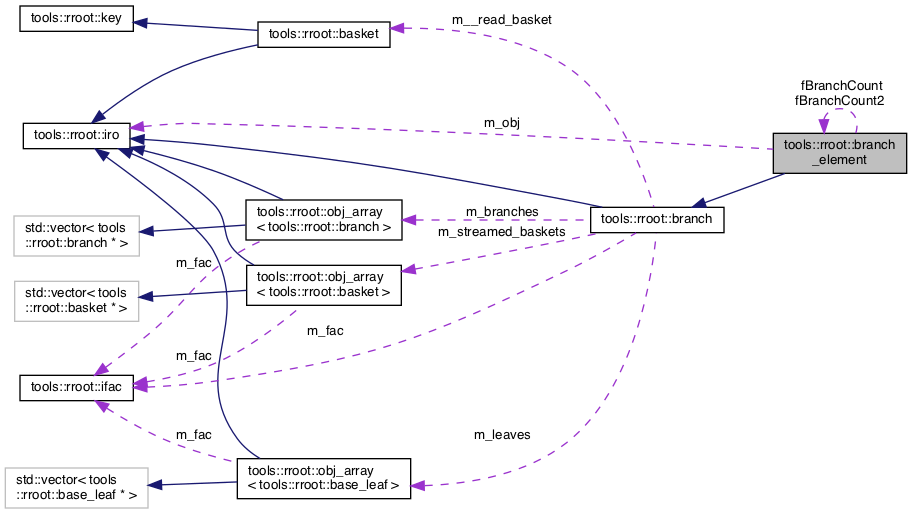 tools::rroot::key
m__read_basket
tools::rroot::basket
fBranchCount
fBranchCount2
tools::rroot::iro
m_obj
tools::rroot::branch
_element
tools::rroot::obj_array
< tools::rroot::branch >
m_branches
tools::rroot::branch
std::vector< tools
::rroot::branch * >
m_streamed_baskets
m_fac
tools::rroot::obj_array
< tools::rroot::basket >
std::vector< tools
::rroot::basket * >
m_fac
m_fac
tools::rroot::ifac
m_fac
m_leaves
tools::rroot::obj_array
< tools::rroot::base_leaf >
std::vector< tools
::rroot::base_leaf * >